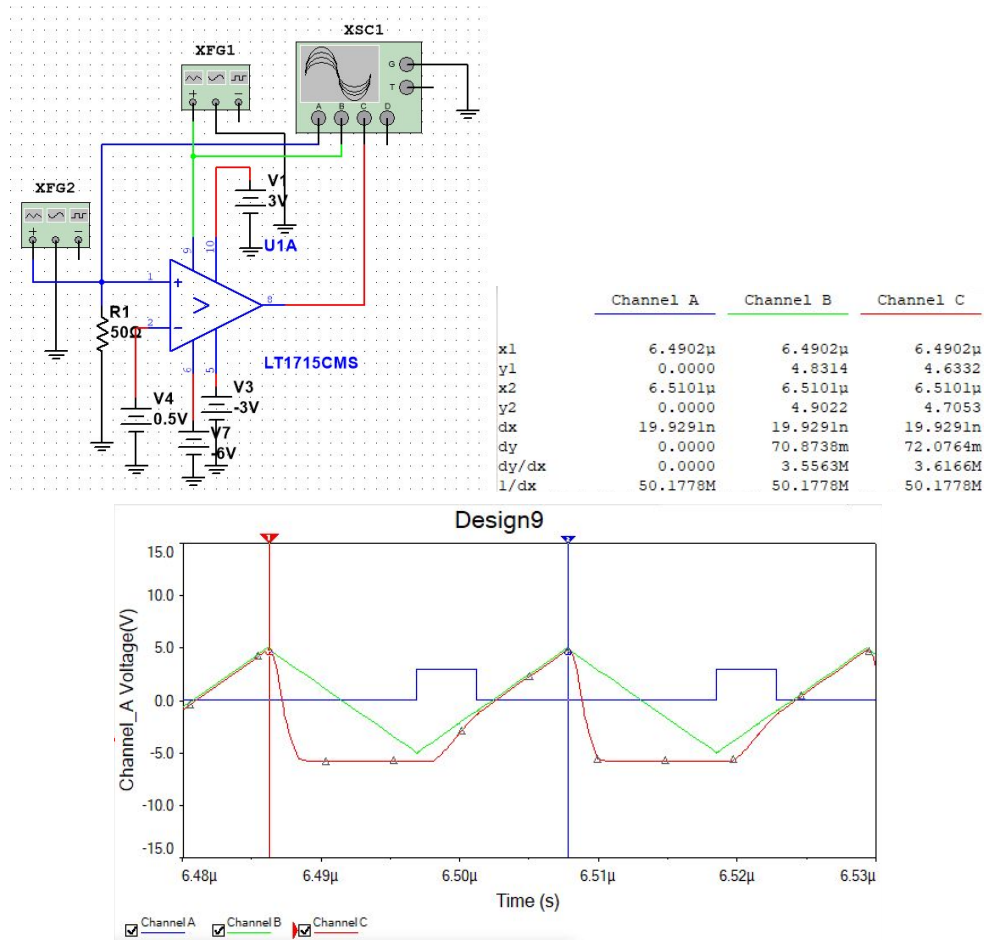 XSC1
G
T
A B C D
XFG1
+ −
XFG2
+ −
V1
3V
U1A
9
10
1
+
8
2
−
R1
50Ω
LT1715CMS
6
5
V3
-3V
V4
0.5V
V7
-6V
Channel A Channel B Channel C
x1 6.4902µ 6.4902µ 6.4902µ
y1 0.0000 4.8314 4.6332
x2 6.5101µ 6.5101µ 6.5101µ
y2 0.0000 4.9022 4.7053
dx 19.9291n 19.9291n 19.9291n
dy 0.0000 70.8738m 72.0764m
dy/dx 0.0000 3.5563M 3.6166M
1/dx 50.1778M 50.1778M 50.1778M
Design9
Channel_A Voltage(V)
15.0
10.0
5.0
0.0
-5.0
-10.0
-15.0
6.48µ 6.49µ 6.50µ 6.51µ 6.52µ 6.53µ
Time (s)
Channel A Channel B Channel C